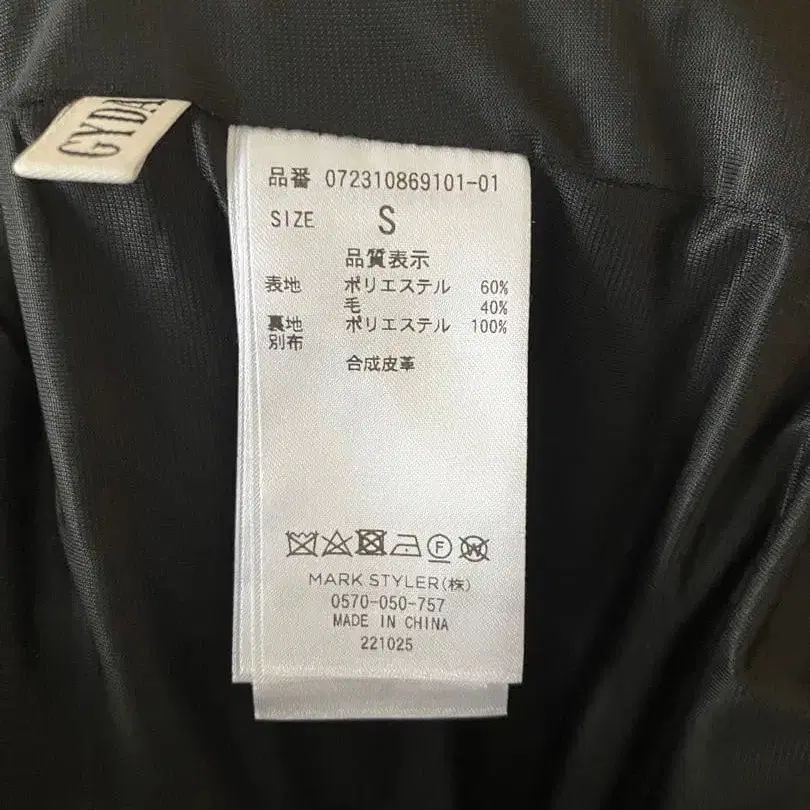 GYDA
品番 072310869101-01
SIZE S
品質表示
表地 ポリエステル 60%
毛 40%
裏地 ポリエステル 100%
別布
合成皮革
F W
MARK STYLER(株)
0570-050-757
MADE IN CHINA
221025